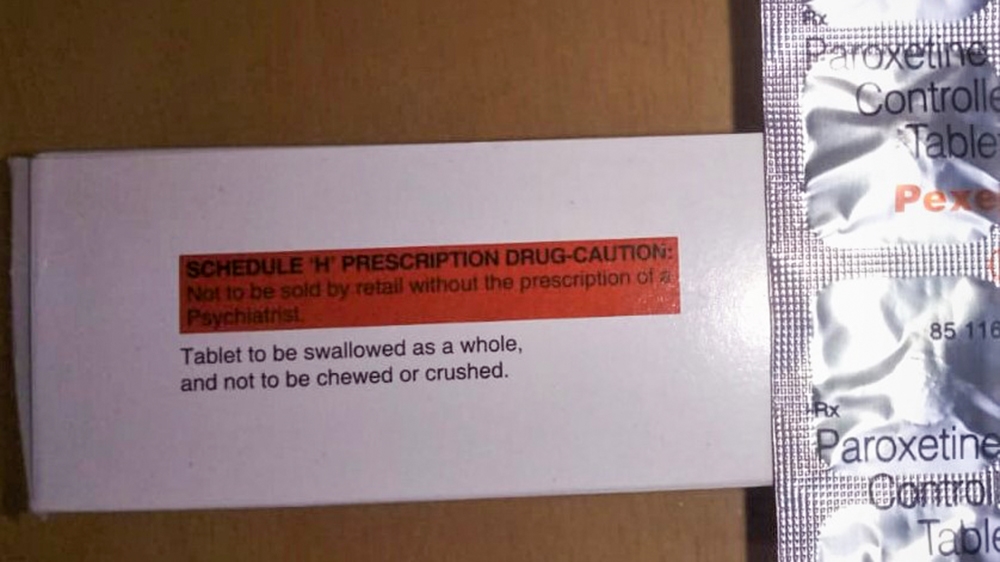 SCHEDULE 'H' PRESCRIPTION DRUG-CAUTION:
Not to be sold by retail without the prescription of a
Psychiatrist.
Tablet to be swallowed as a whole,
and not to be chewed or crushed.
Rx
Paroxetine
Controlle
Table
Pexe
85 116
Rx
Paroxetine
Control
Table